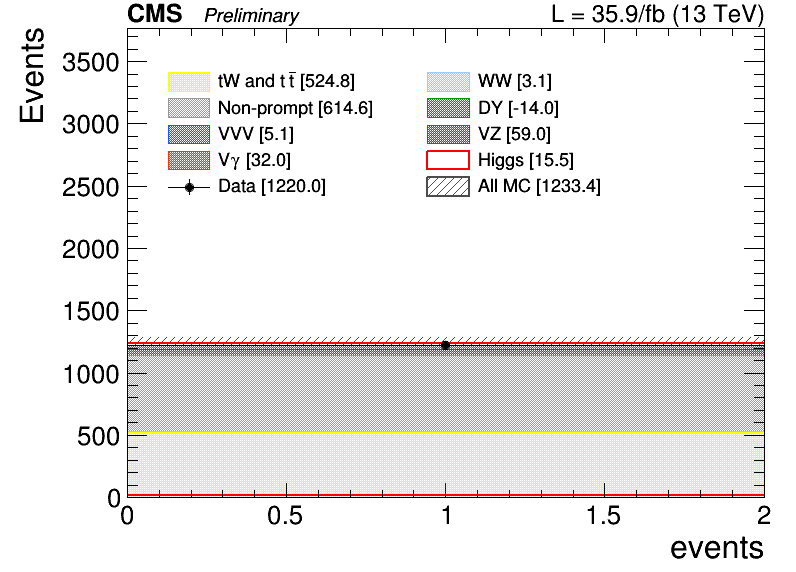 CMS Preliminary L = 35.9/fb (13 TeV)
Events
3500
3000
2500
2000
1500
1000
500
0
tW and tt̄ [524.8]
Non-prompt [614.6]
VVV [5.1]
Vγ [32.0]
Data [1220.0]
WW [3.1]
DY [-14.0]
VZ [59.0]
Higgs [15.5]
All MC [1233.4]
0 0.5 1 1.5 2
events